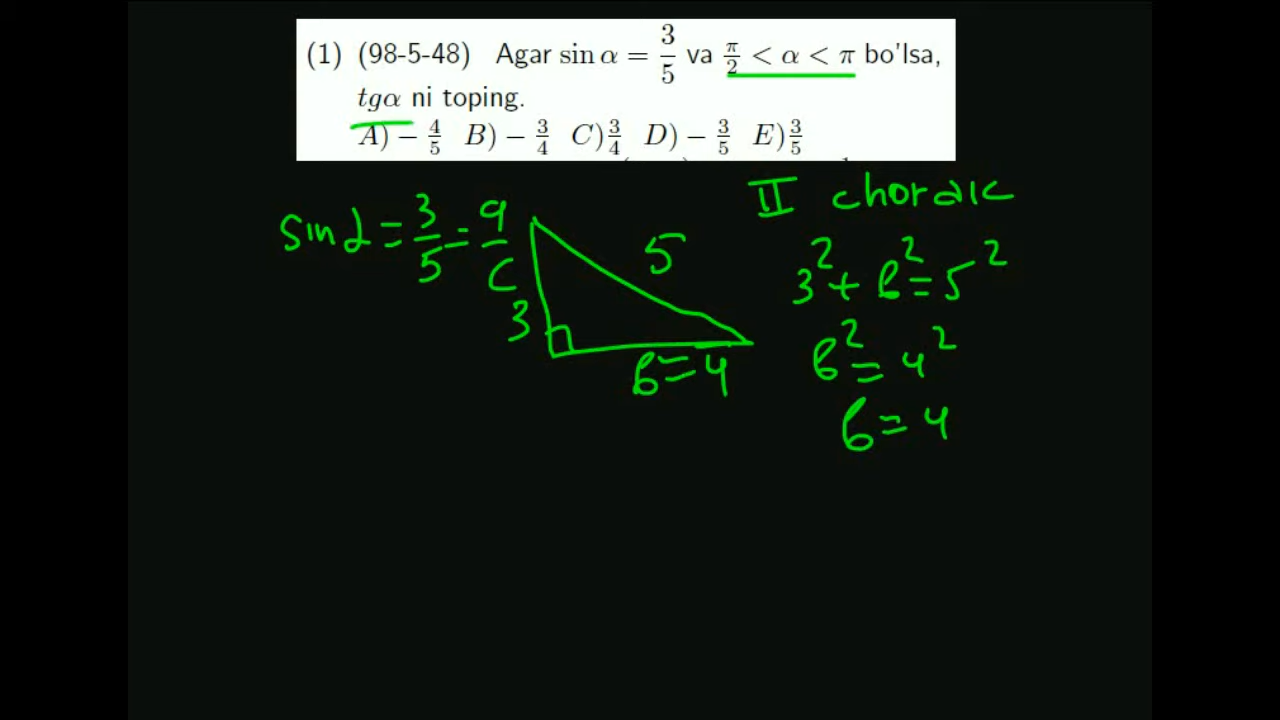 (1) (98-5-48) Agar sin α = 3/5 va π/2 < α < π bo'lsa,
tgα ni toping.
A) − 4/5 B) − 3/4 C) 3/4 D) − 3/5 E) 3/5
II chorak
sin α = 3/5 = a/c
5
3² + b² = 5²
3
b² = 4²
b = 4
b = 4